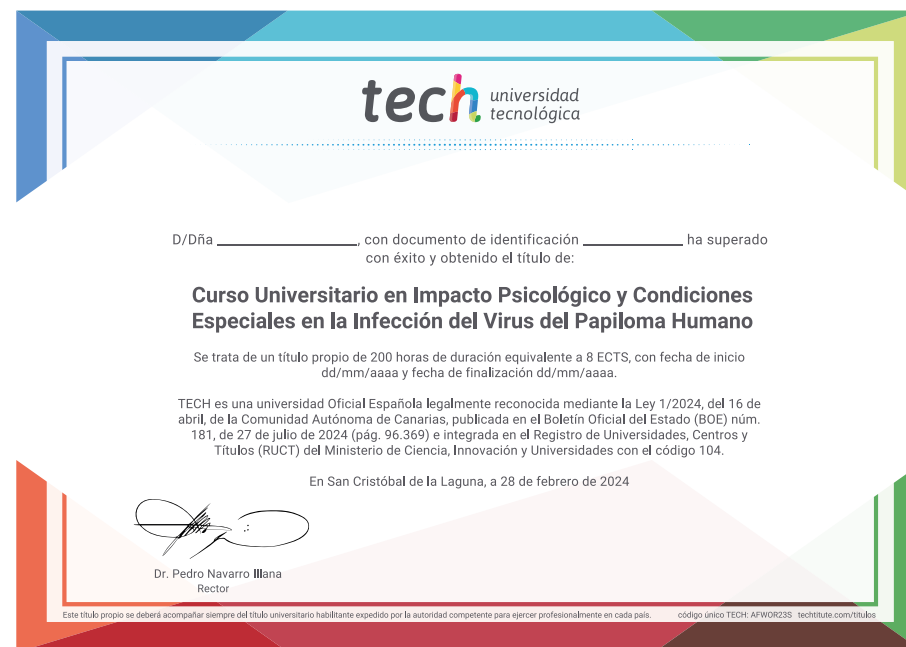 tech universidad
tecnológica
D/Dña ____________________, con documento de identificación ______________ ha superado
con éxito y obtenido el título de:
Curso Universitario en Impacto Psicológico y Condiciones
Especiales en la Infección del Virus del Papiloma Humano
Se trata de un título propio de 200 horas de duración equivalente a 8 ECTS, con fecha de inicio
dd/mm/aaaa y fecha de finalización dd/mm/aaaa.
TECH es una universidad Oficial Española legalmente reconocida mediante la Ley 1/2024, del 16 de
abril, de la Comunidad Autónoma de Canarias, publicada en el Boletín Oficial del Estado (BOE) núm.
181, de 27 de julio de 2024 (pág. 96.369) e integrada en el Registro de Universidades, Centros y
Títulos (RUCT) del Ministerio de Ciencia, Innovación y Universidades con el código 104.
En San Cristóbal de la Laguna, a 28 de febrero de 2024
Dr. Pedro Navarro Illana
Rector
Este título propio se deberá acompañar siempre del título universitario habilitante expedido por la autoridad competente para ejercer profesionalmente en cada país. código único TECH: AFWOR23S techtitute.com/titulos